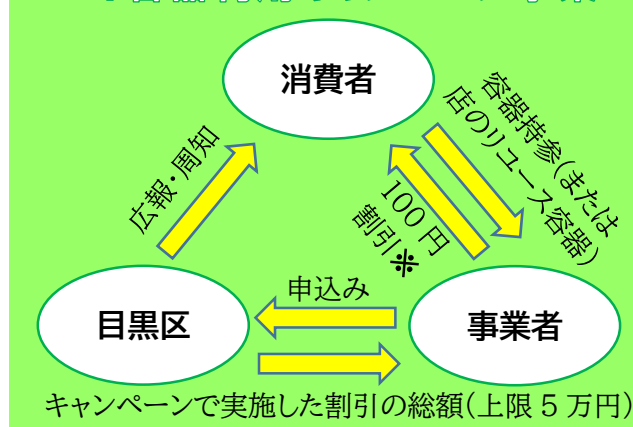 消費者
容器持参(または
店のリユース容器)
広報・周知
100円
割引※
申込み
目黒区
事業者
キャンペーンで実施した割引の総額(上限5万円)